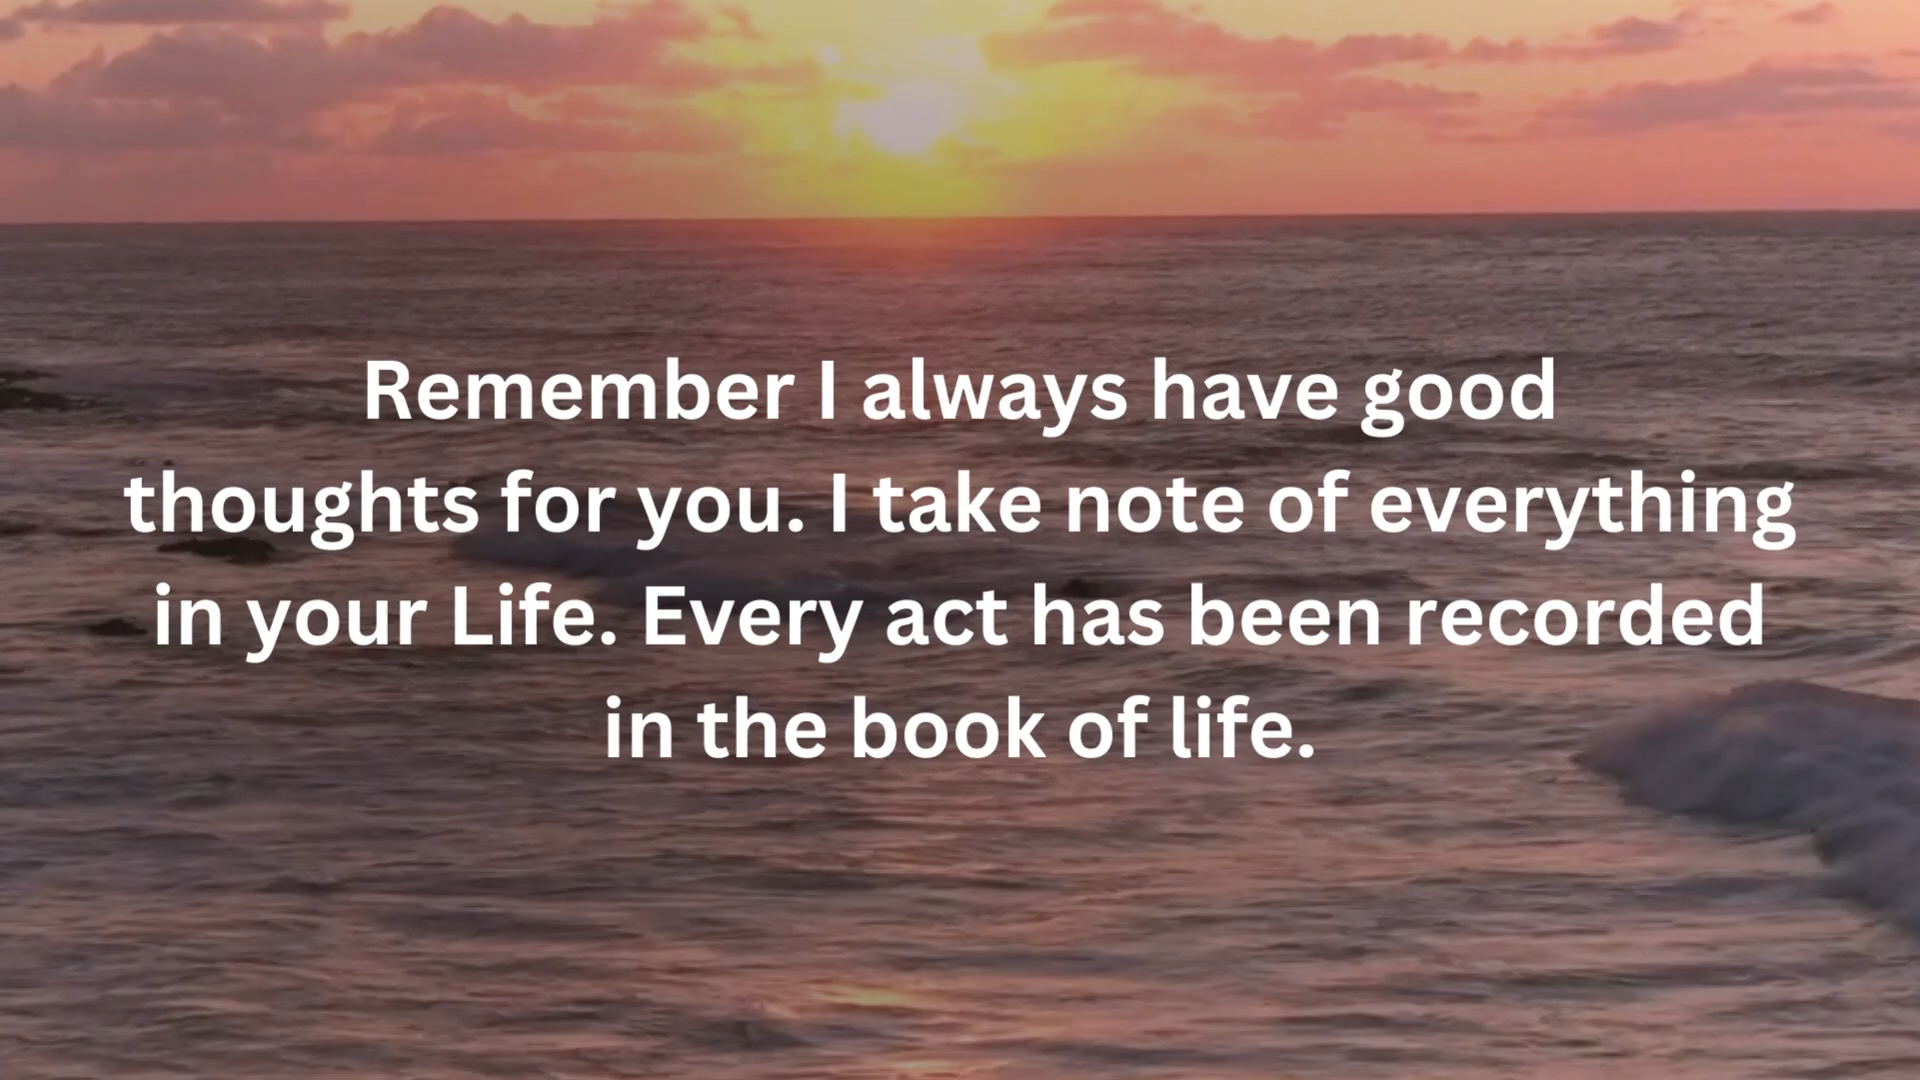 Remember I always have good
thoughts for you. I take note of everything
in your Life. Every act has been recorded
in the book of life.